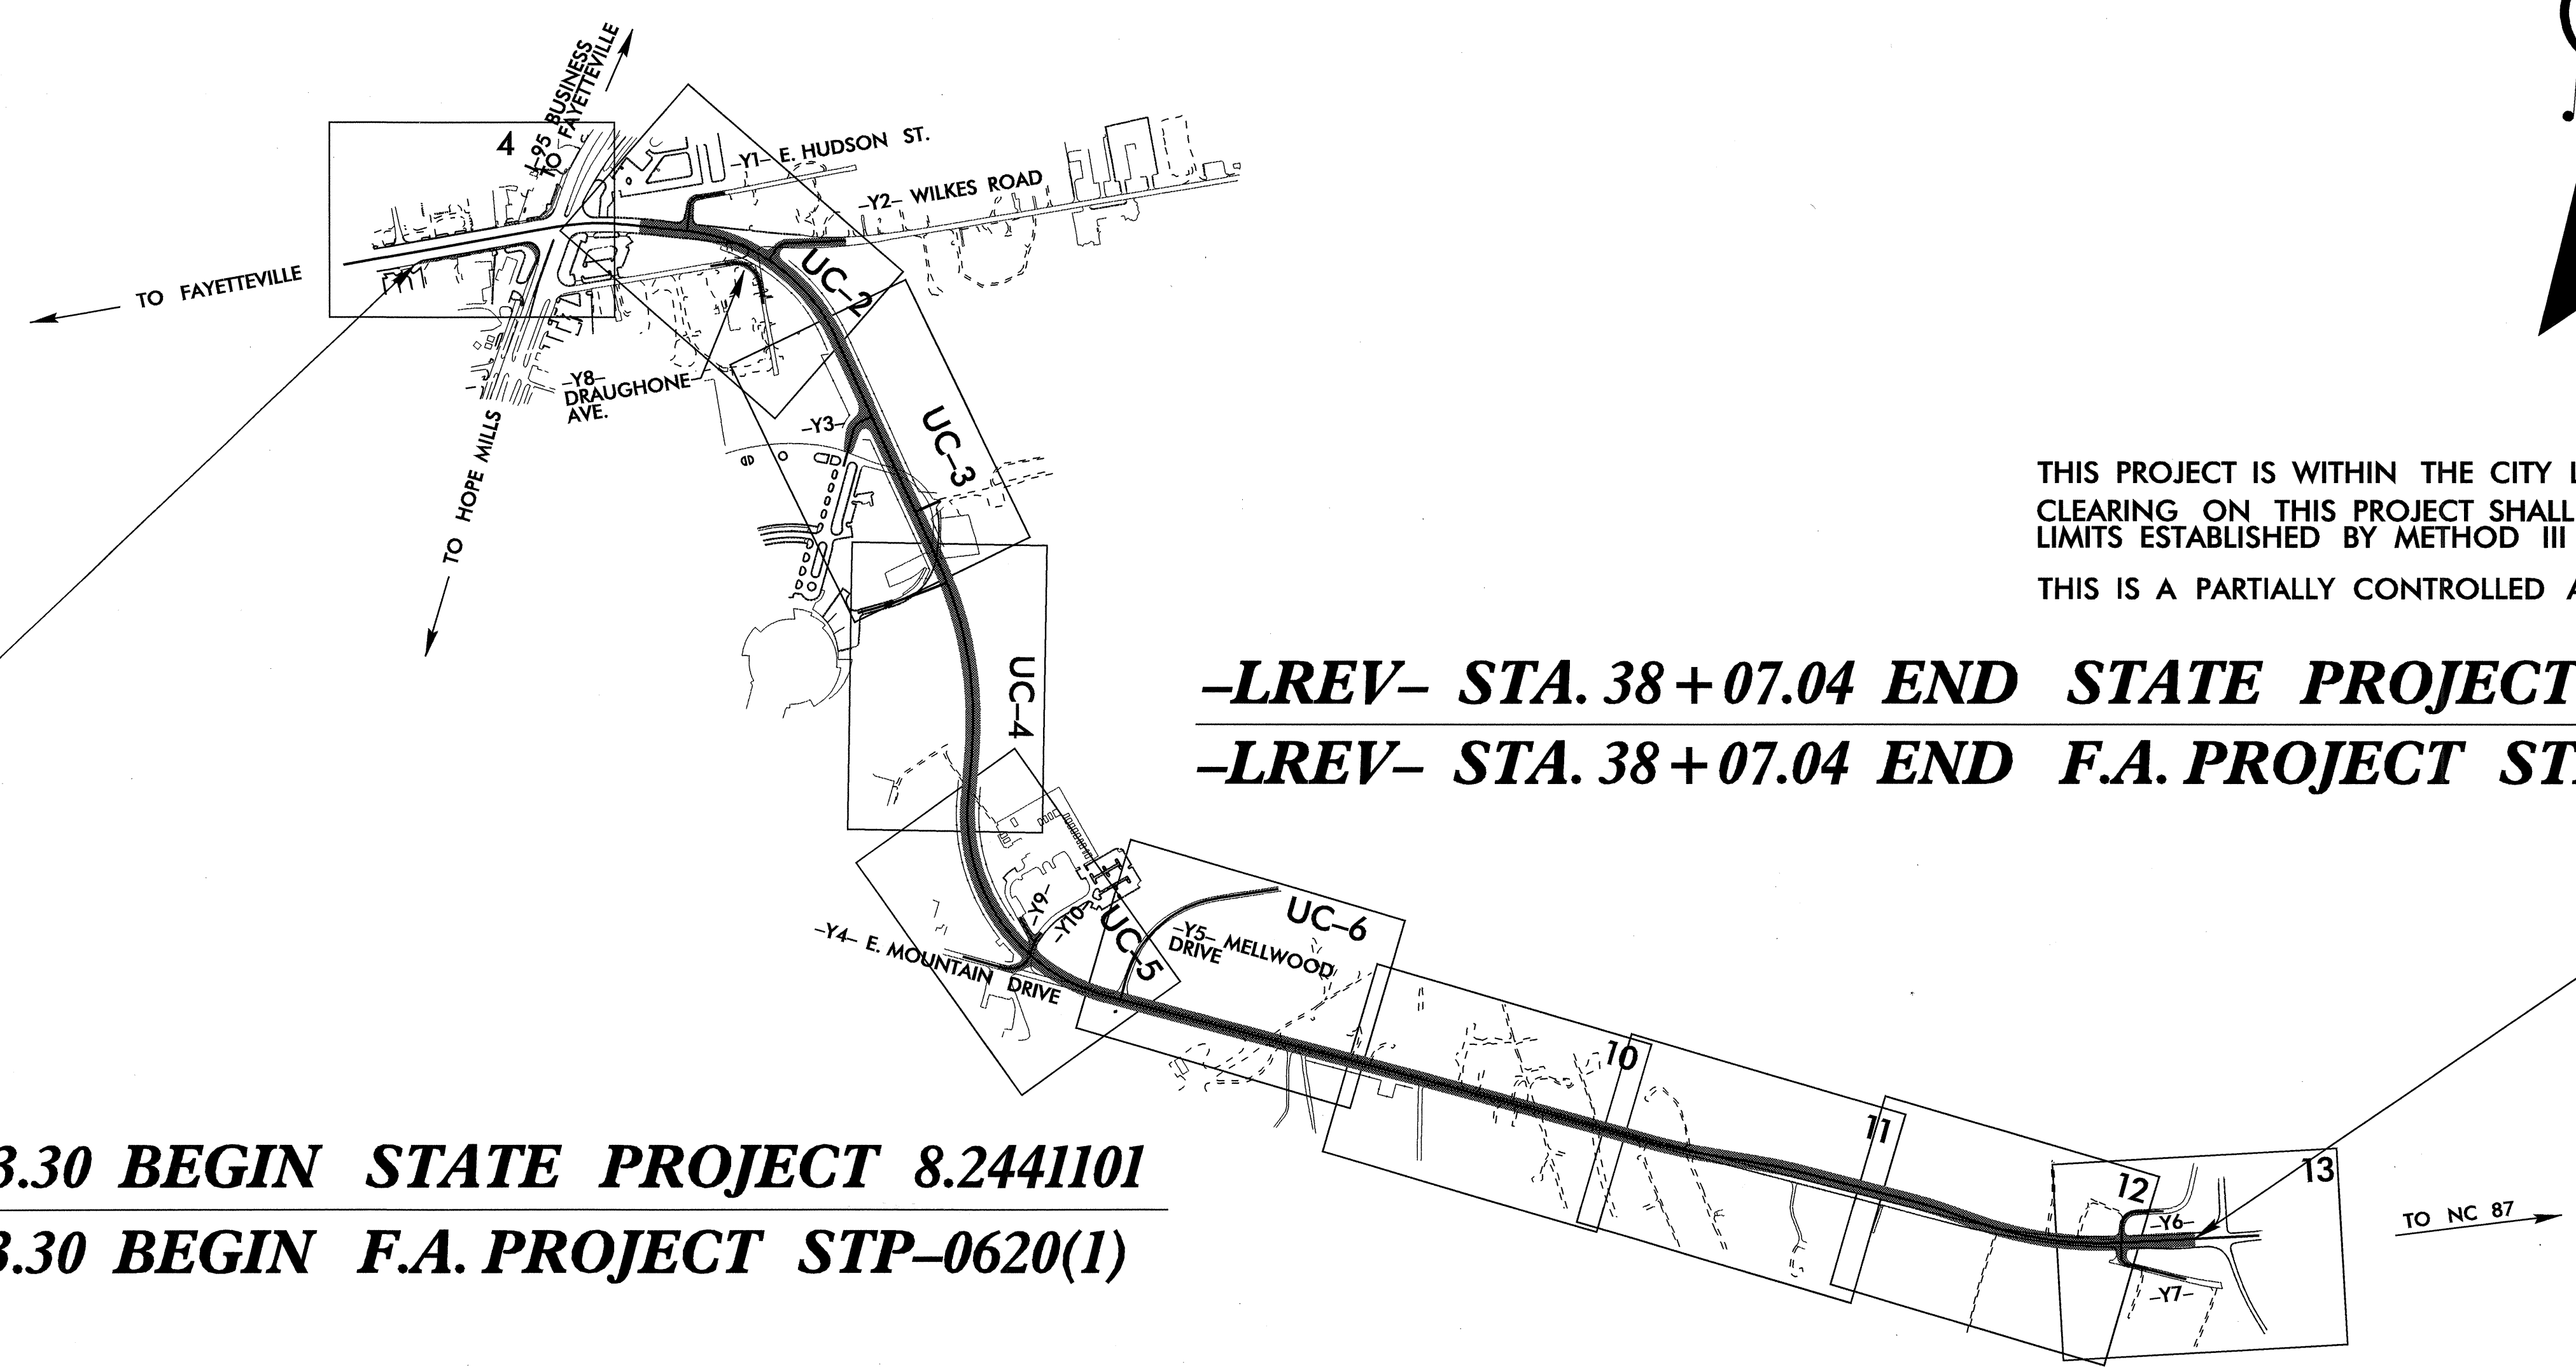 I-95 BUSINESS
TO FAYETTEVILLE
4
-Y1- E. HUDSON ST.
-Y2- WILKES ROAD
TO FAYETTEVILLE
UC-2
-Y8-
DRAUGHONE
AVE.
-Y3-
UC-3
TO HOPE MILLS
THIS PROJECT IS WITHIN THE CITY
CLEARING ON THIS PROJECT SHALL
LIMITS ESTABLISHED BY METHOD III
THIS IS A PARTIALLY CONTROLLED
UC-4
-LREV- STA. 38+07.04 END STATE PROJECT
-LREV- STA. 38+07.04 END F.A. PROJECT
-Y9-
-Y10-
UC-5
UC-6
-Y4- E. MOUNTAIN DRIVE
-Y5- MELLWOOD
DRIVE
10
11
12
13
-Y6-
-Y7-
TO NC 87
3.30 BEGIN STATE PROJECT 8.2441101
3.30 BEGIN F.A. PROJECT STP-0620(1)